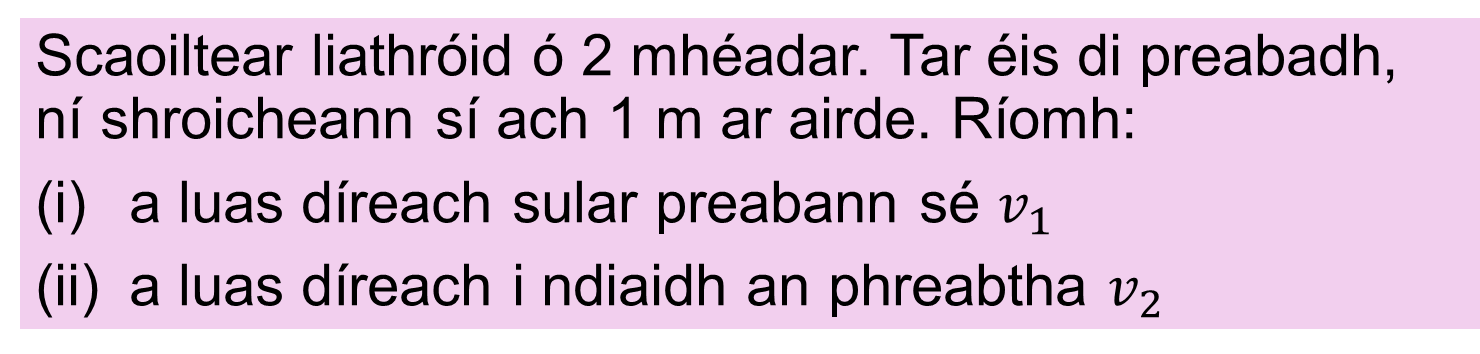 Scaoiltear liathróid ó 2 mhéadar. Tar éis di preabadh,
ní shroicheann sí ach 1 m ar airde. Ríomh:
(i) a luas díreach sular preabann sé 𝑣₁
(ii) a luas díreach i ndiaidh an phreabtha 𝑣₂